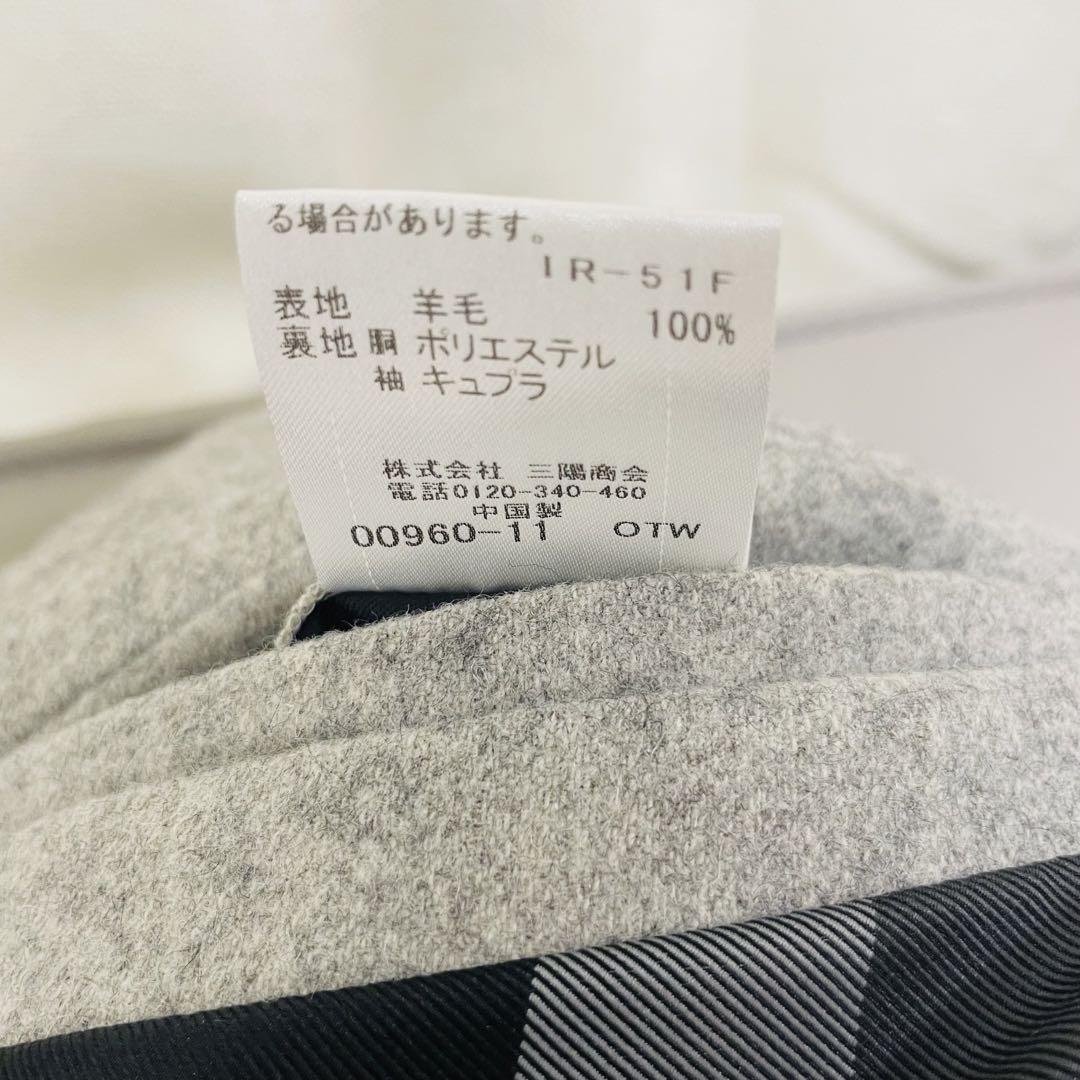 る場合があります。
IR-51F
表地 羊毛 100%
裏地 胴 ポリエステル
袖 キュプラ
株式会社 三陽商会
電話0120-340-460
中国製
00960-11 OTW